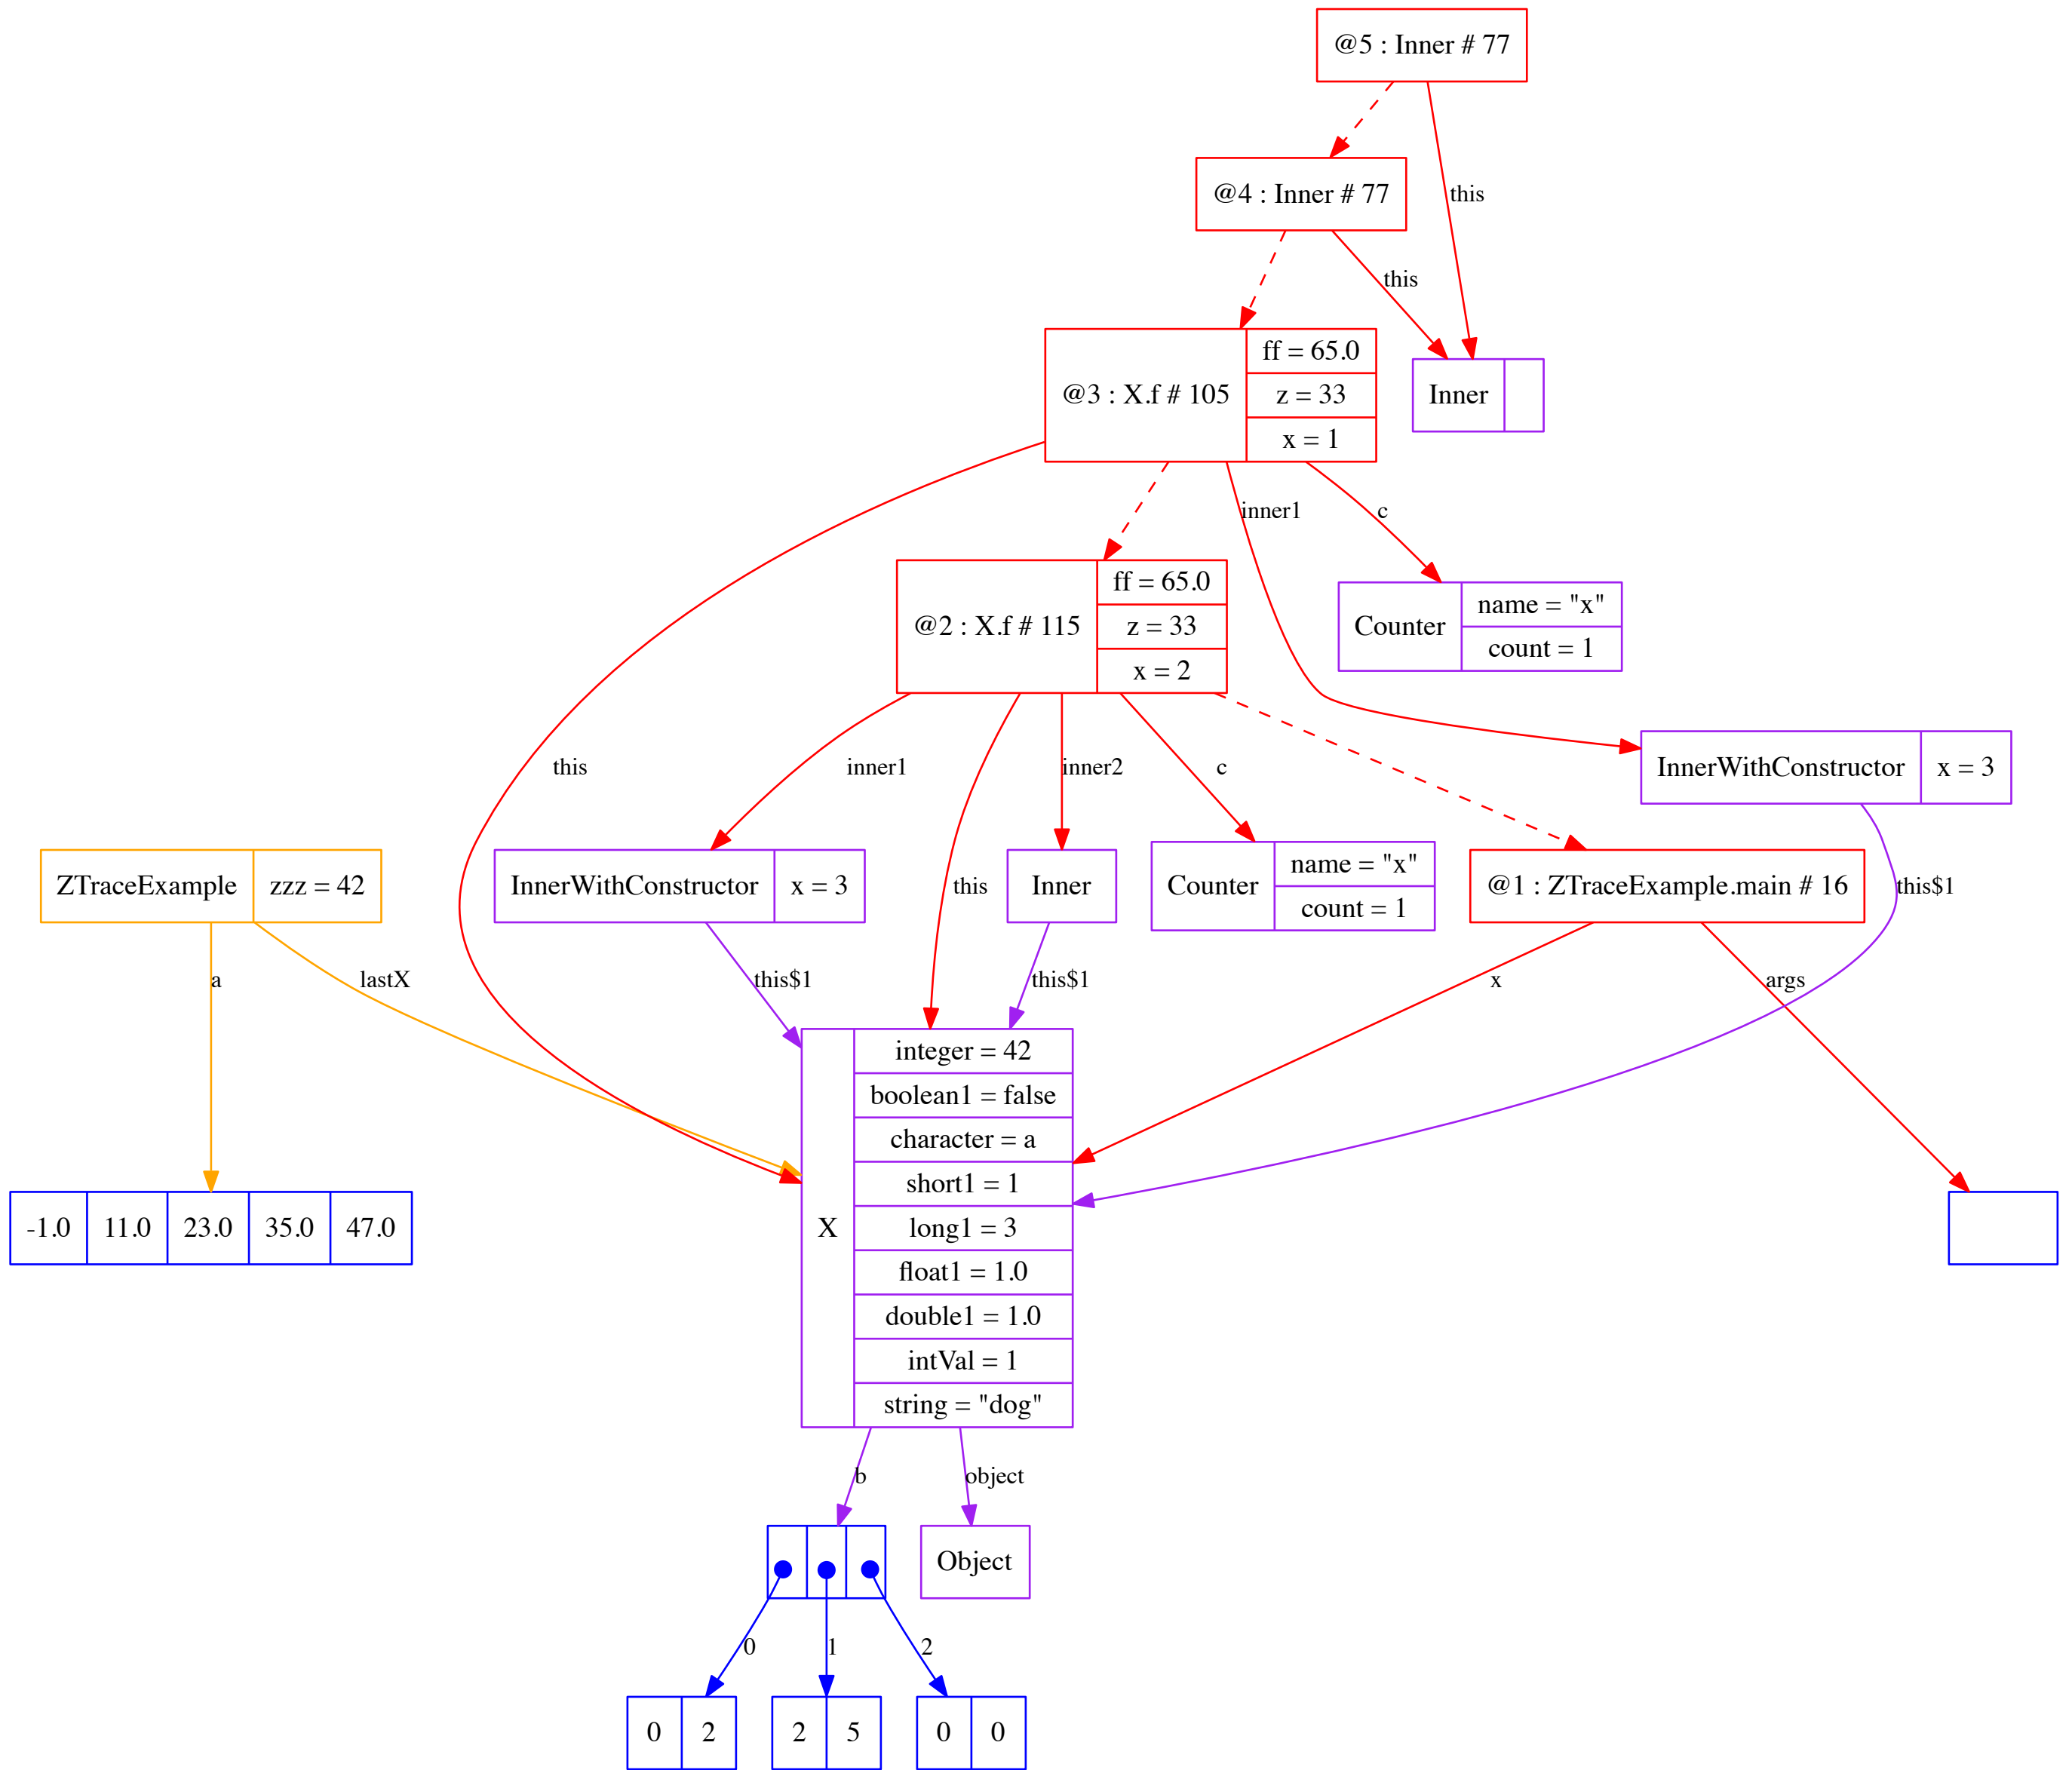 @5 : Inner # 77
@4 : Inner # 77
this
this
@3 : X.f # 105
ff = 65.0
z = 33
x = 1
Inner
inner1
c
@2 : X.f # 115
ff = 65.0
z = 33
x = 2
Counter
name = "x"
count = 1
this
inner1
inner2
c
InnerWithConstructor
x = 3
ZTraceExample
zzz = 42
InnerWithConstructor
x = 3
this
Inner
Counter
name = "x"
count = 1
@1 : ZTraceExample.main # 16
this$1
a
lastX
this$1
this$1
x
args
X
integer = 42
boolean1 = false
character = a
short1 = 1
long1 = 3
float1 = 1.0
double1 = 1.0
intVal = 1
string = "dog"
-1.0
11.0
23.0
35.0
47.0
b
object
Object
0
1
2
0
2
2
5
0
0